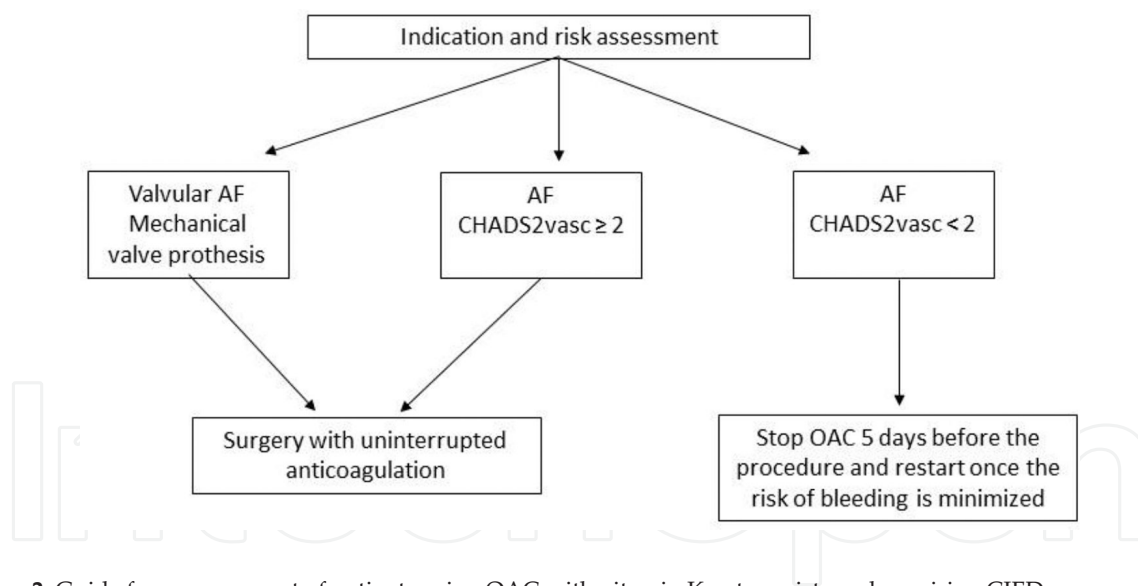 Indication and risk assessment
Valvular AF
Mechanical
valve prothesis
AF
CHADS2vasc ≥ 2
AF
CHADS2vasc < 2
Surgery with uninterrupted
anticoagulation
Stop OAC 5 days before the
procedure and restart once the
risk of bleeding is minimized